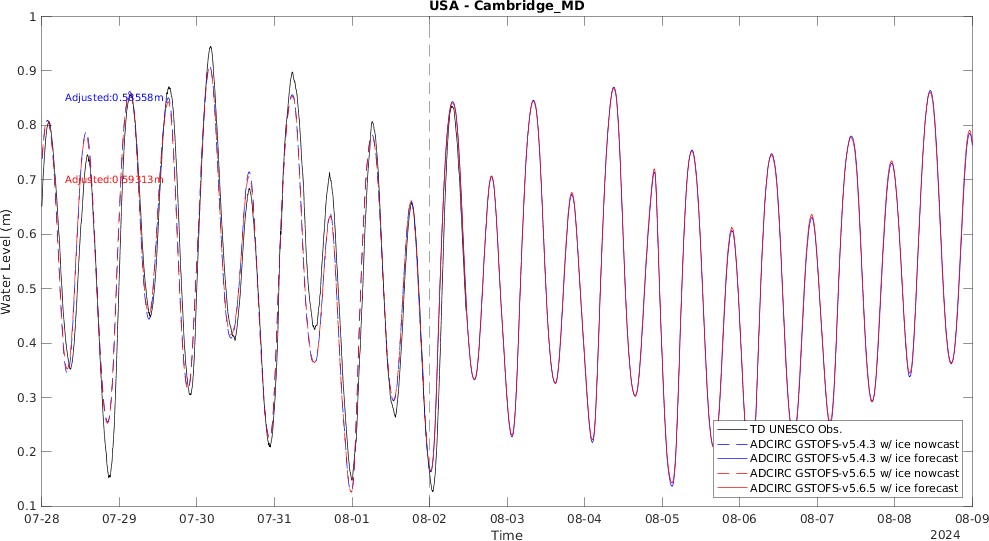 USA - Cambridge_MD
1
0.9
0.8
0.7
0.6
0.5
0.4
0.3
0.2
0.1
Water Level (m)
Adjusted:0.58558m
Adjusted:0.59313m
TD UNESCO Obs.
ADCIRC GSTOFS-v5.4.3 w/ ice nowcast
ADCIRC GSTOFS-v5.4.3 w/ ice forecast
ADCIRC GSTOFS-v5.6.5 w/ ice nowcast
ADCIRC GSTOFS-v5.6.5 w/ ice forecast
07-28 07-29 07-30 07-31 08-01 08-02 08-03 08-04 08-05 08-06 08-07 08-08 08-09
Time
2024